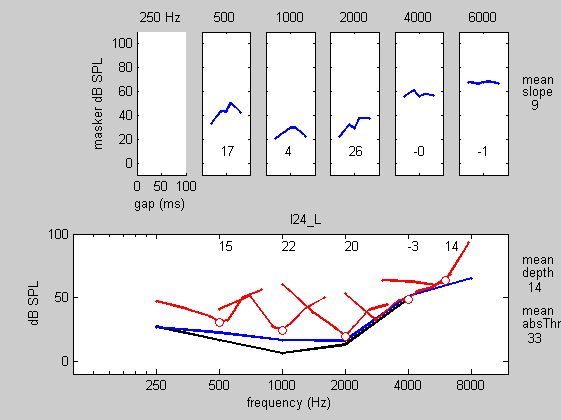 250 Hz 500 1000 2000 4000 6000
100
80
60
40
20
0
masker dB SPL
17 4 26 -0 -1
mean
slope
9
0 50 100
gap (ms)
I24_L
15 22 20 -3 14
100
50
0
dB SPL
mean
depth
14
mean
absThr
33
250 500 1000 2000 4000 8000
frequency (Hz)